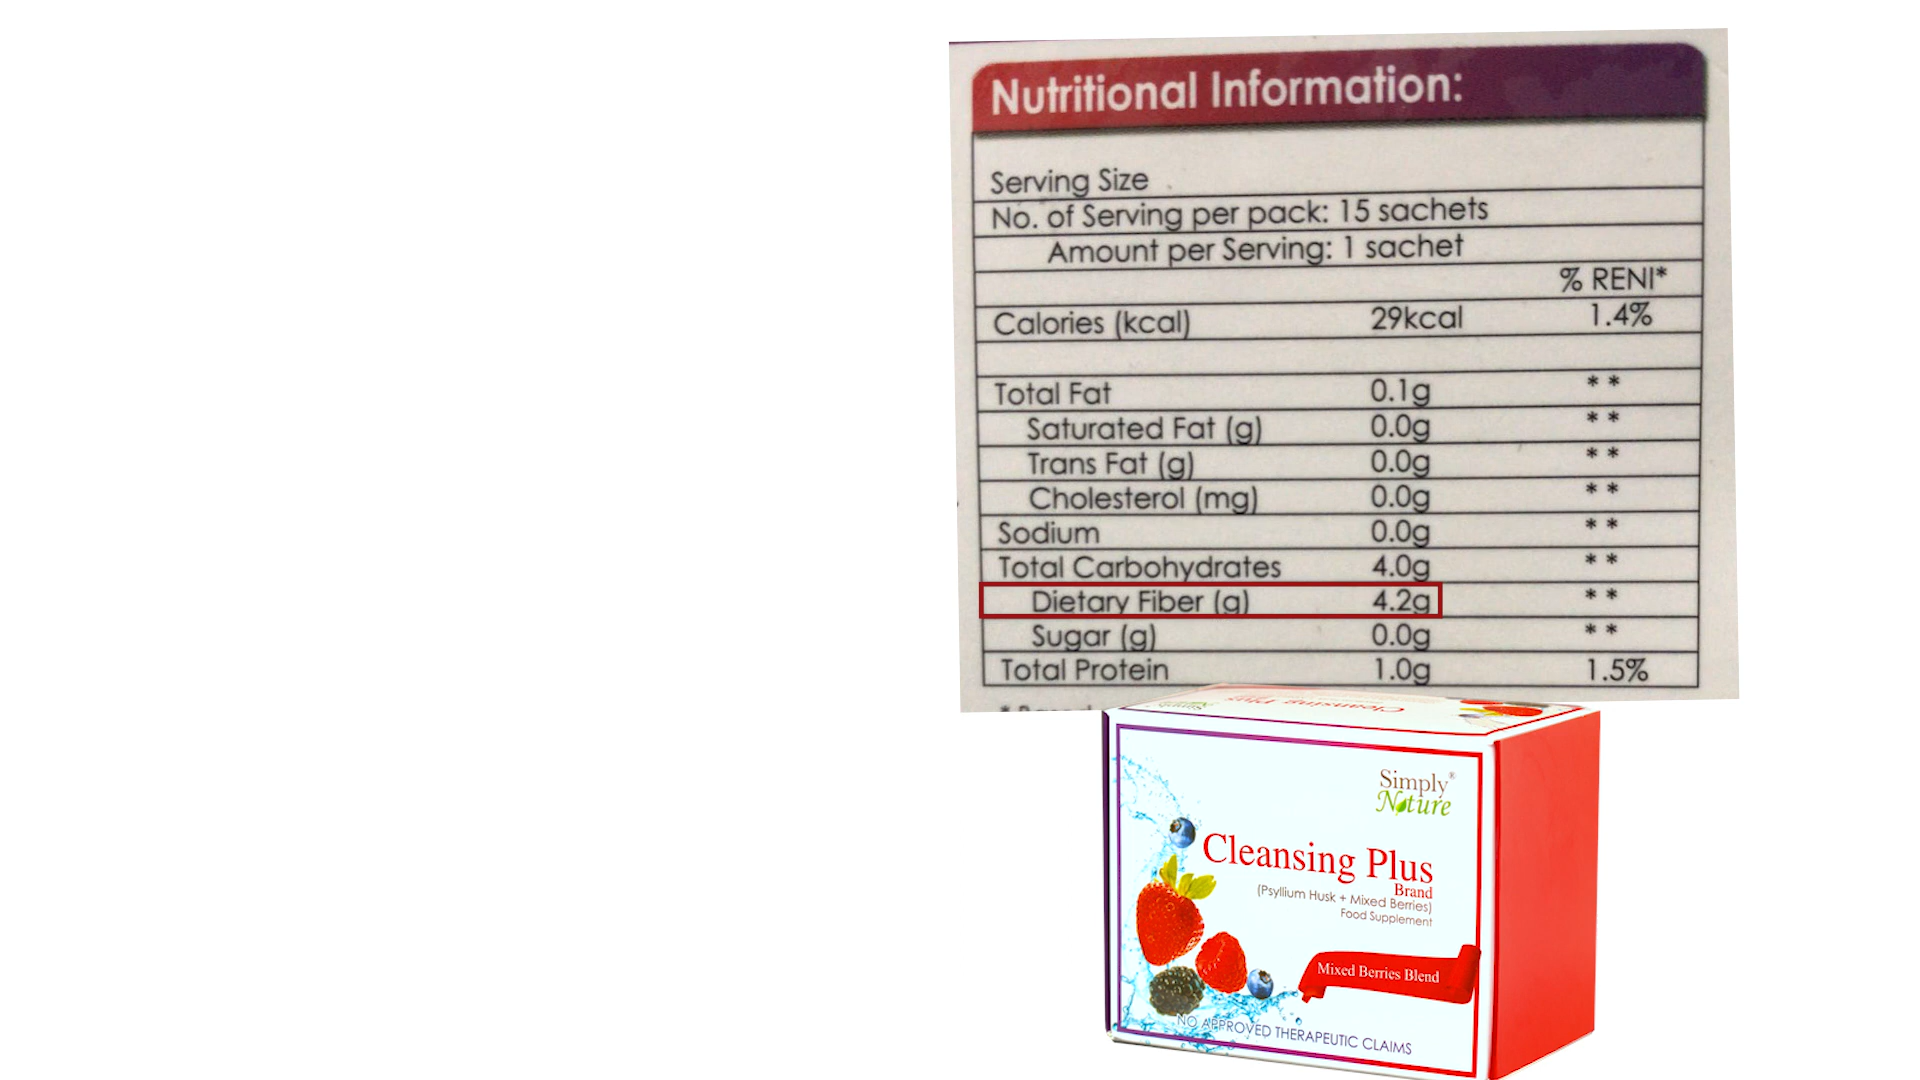 Nutritional Information:
Serving Size
No. of Serving per pack: 15 sachets
Amount per Serving: 1 sachet
% RENI*
Calories (kcal) 29kcal 1.4%
Total Fat 0.1g **
Saturated Fat (g) 0.0g **
Trans Fat (g) 0.0g **
Cholesterol (mg) 0.0g **
Sodium 0.0g **
Total Carbohydrates 4.0g **
Dietary Fiber (g) 4.2g **
Sugar (g) 0.0g **
Total Protein 1.0g 1.5%
Simply Nature
Cleansing Plus
Simply®
Nature
Cleansing Plus
Brand
(Psyllium Husk + Mixed Berries)
Food Supplement
Mixed Berries Blend
NO APPROVED THERAPEUTIC CLAIMS